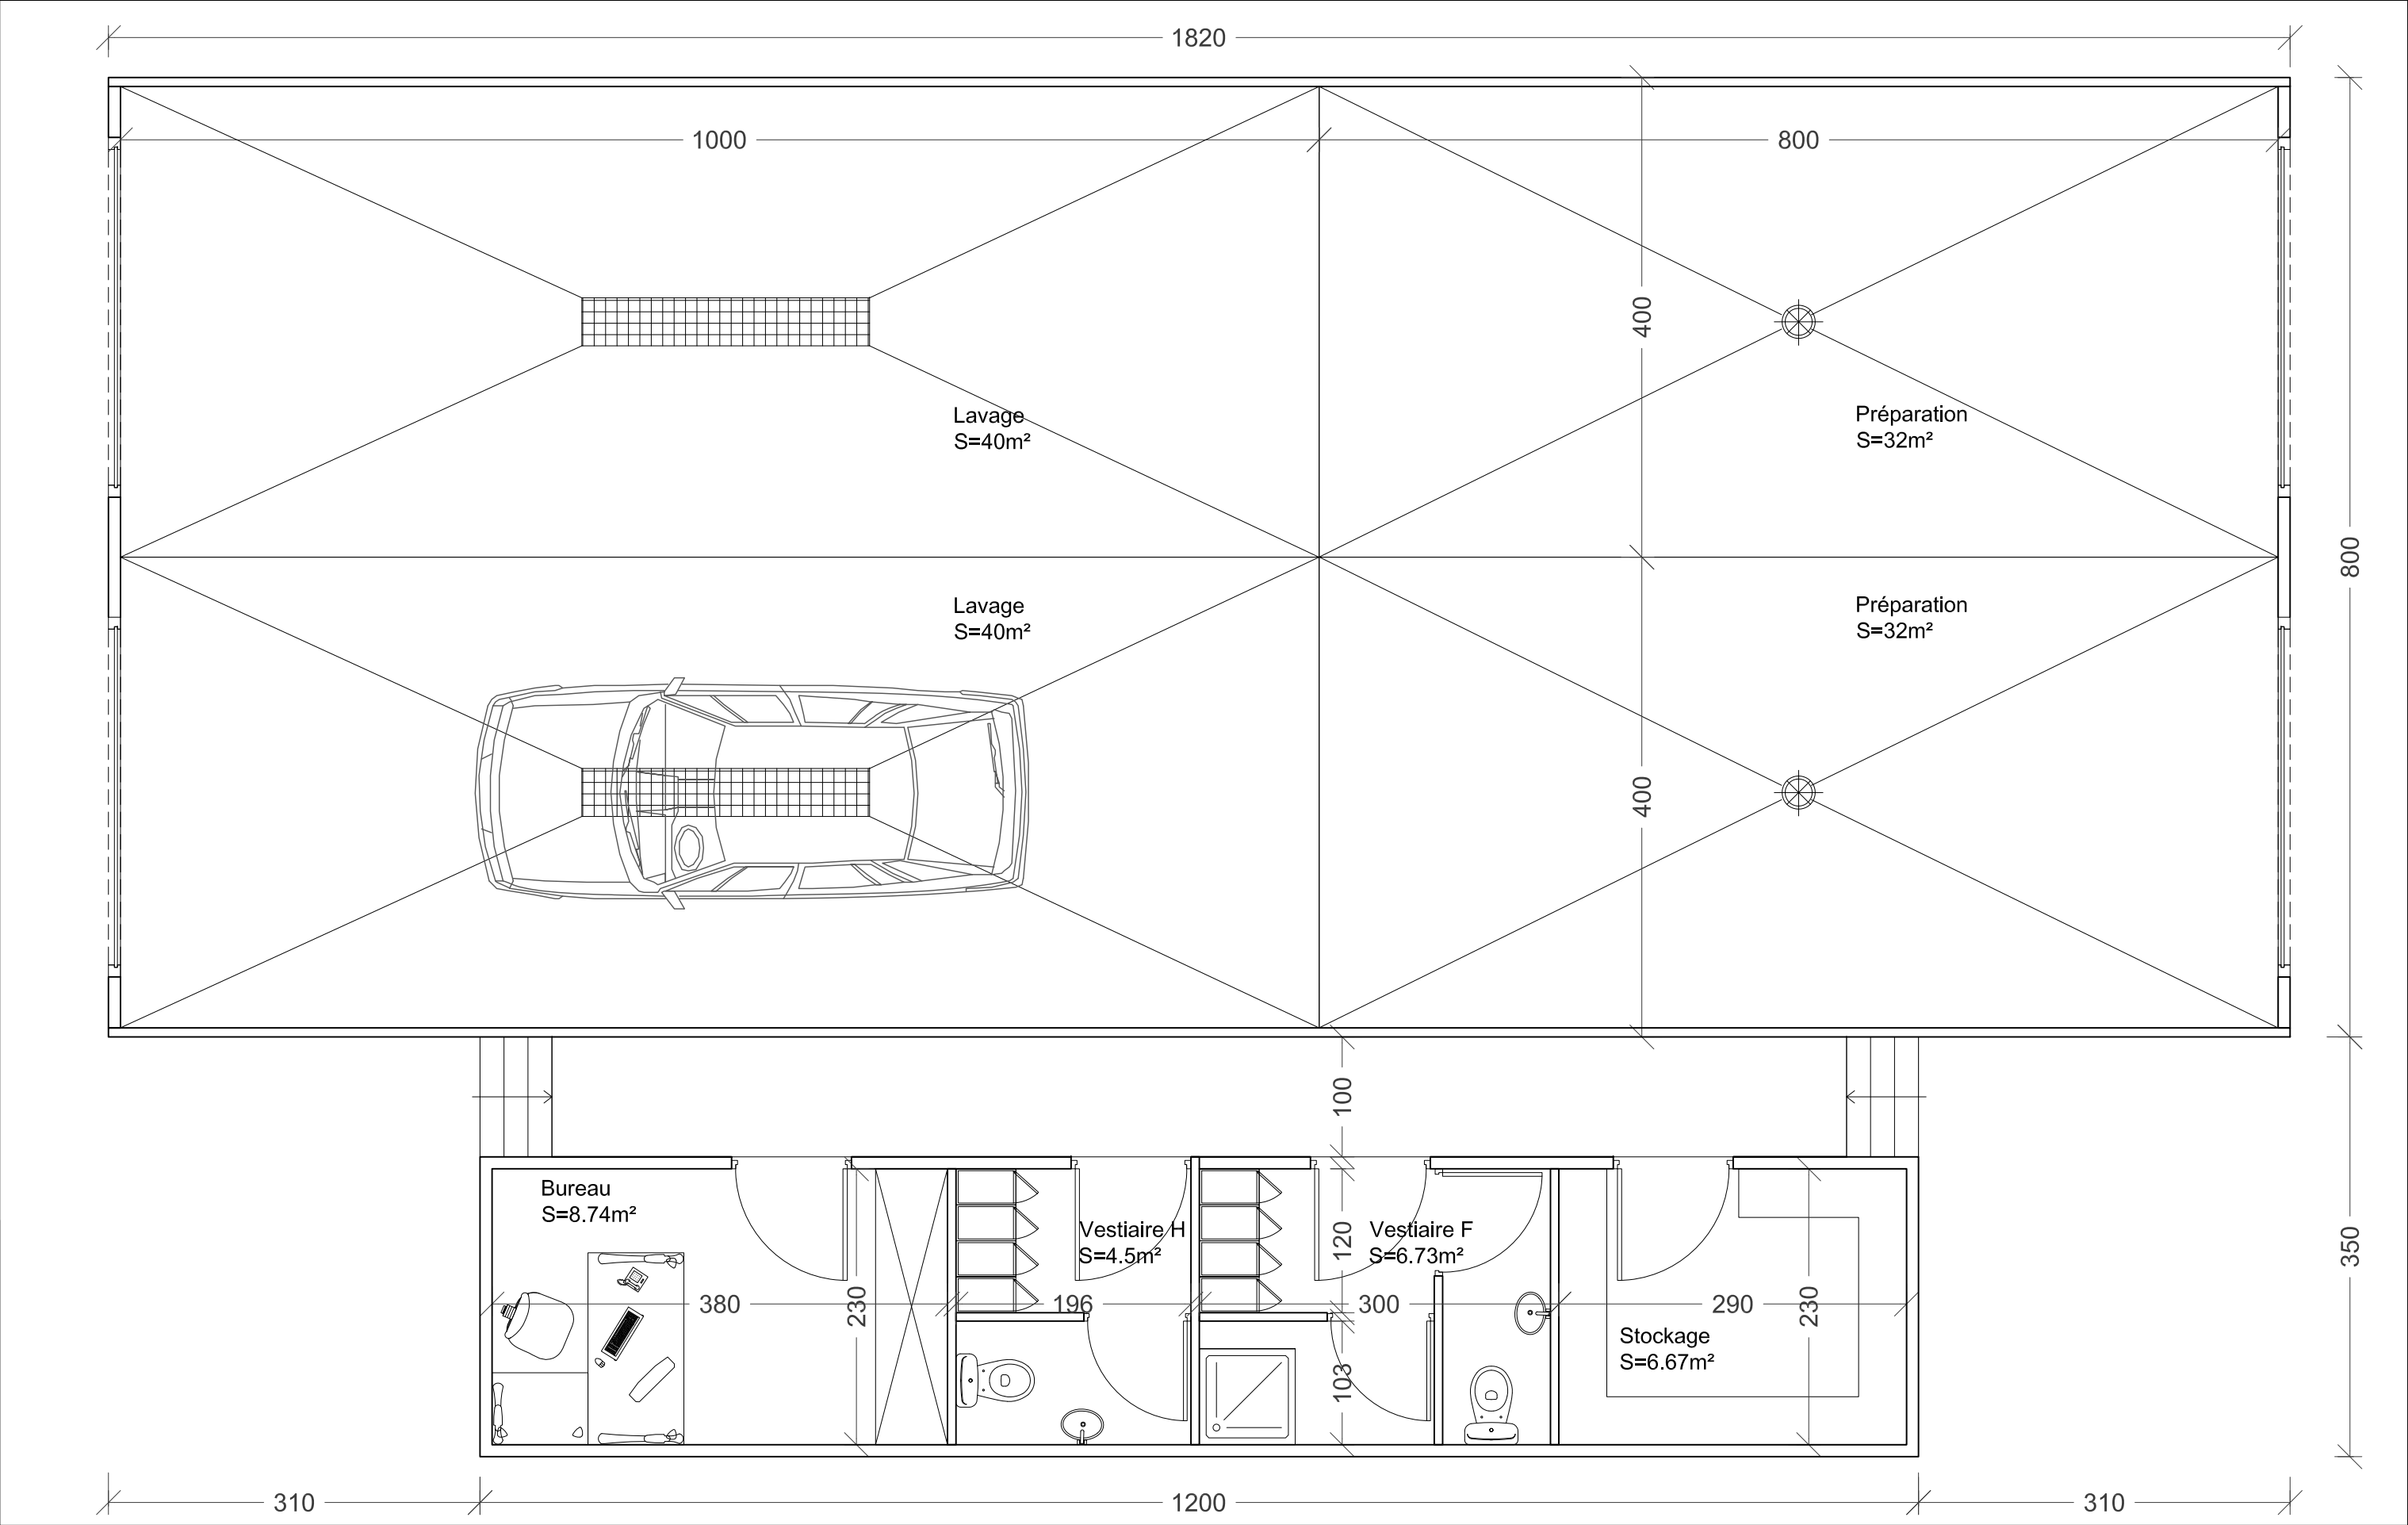 1820
1000
800
400
Lavage
S=40m²
Préparation
S=32m²
800
Lavage
S=40m²
Préparation
S=32m²
400
100
Bureau
S=8.74m²
Vestiaire H
S=4.5m²
120
Vestiaire F
S=6.73m²
350
380
230
196
300
290
230
Stockage
S=6.67m²
103
310
1200
310